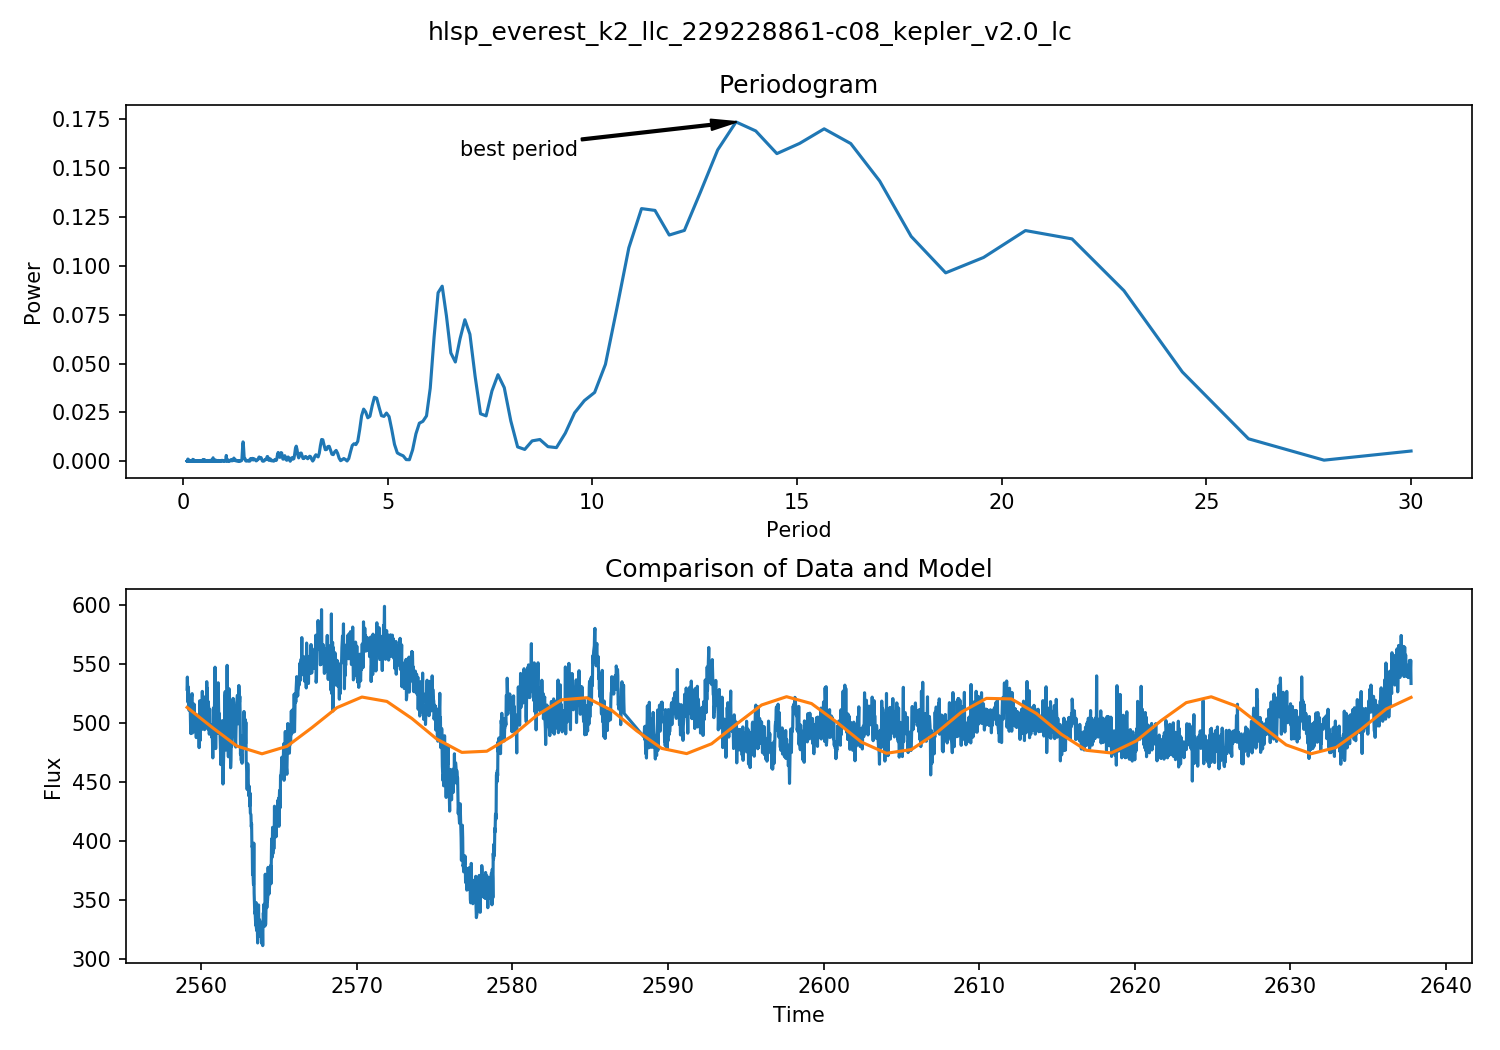 hlsp_everest_k2_llc_229228861-c08_kepler_v2.0_lc
Periodogram
0.175
0.150
0.125
0.100
0.075
0.050
0.025
0.000
Power
best period
0 5 10 15 20 25 30
Period
Comparison of Data and Model
600
550
500
450
400
350
300
Flux
2560 2570 2580 2590 2600 2610 2620 2630 2640
Time